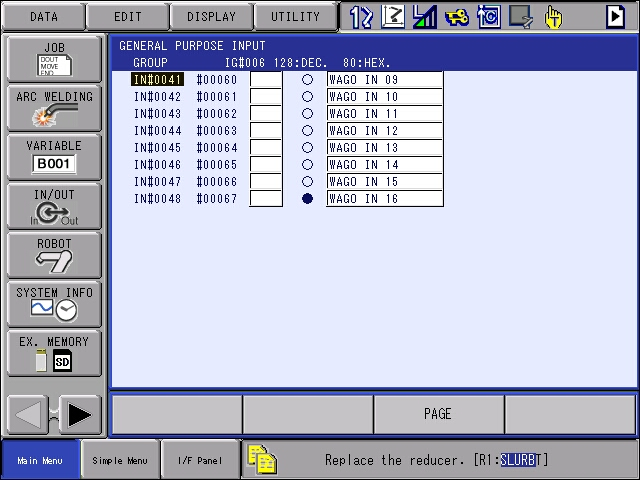 DATA EDIT DISPLAY UTILITY
JOB
DOUT
MOVE
END
ARC WELDING
VARIABLE
B001
IN/OUT
In Out
ROBOT
SYSTEM INFO
EX. MEMORY
SD
GENERAL PURPOSE INPUT
GROUP IG#006 128:DEC. 80:HEX.
IN#0041 #00060 WAGO IN 09
IN#0042 #00061 WAGO IN 10
IN#0043 #00062 WAGO IN 11
IN#0044 #00063 WAGO IN 12
IN#0045 #00064 WAGO IN 13
IN#0046 #00065 WAGO IN 14
IN#0047 #00066 WAGO IN 15
IN#0048 #00067 WAGO IN 16
PAGE
Main Menu Simple Menu I/F Panel Replace the reducer. [R1:SLURBT]